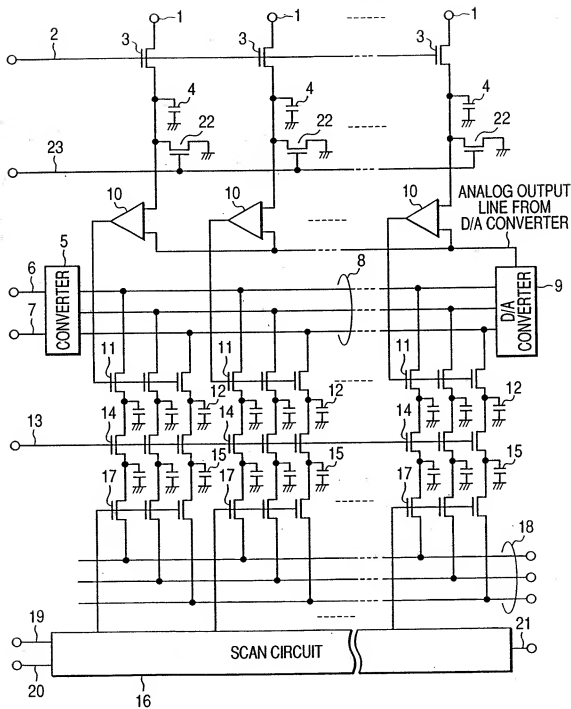 1 1 1
2 3 3 3
4 4 4
22 22 22
23
10 10 10
ANALOG OUTPUT
LINE FROM
D/A CONVERTER
5 8
6 CONVERTER D/A
CONVERTER 9
7
11 11 11
12 12 12
13 14 14 14
15 15 15
17 17 17
18
19 21
SCAN CIRCUIT
20
16